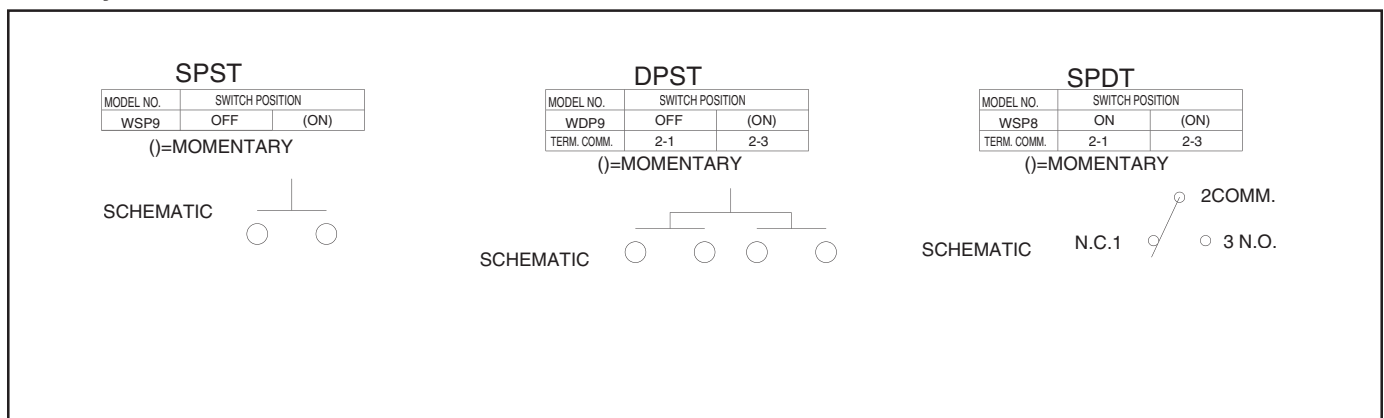 SPST
MODEL NO. SWITCH POSITION
WSP9 OFF (ON)
()=MOMENTARY
SCHEMATIC
DPST
MODEL NO. SWITCH POSITION
WDP9 OFF (ON)
TERM. COMM. 2-1 2-3
()=MOMENTARY
SCHEMATIC
SPDT
MODEL NO. SWITCH POSITION
WSP8 ON (ON)
TERM. COMM. 2-1 2-3
()=MOMENTARY
2COMM.
SCHEMATIC N.C.1 3 N.O.